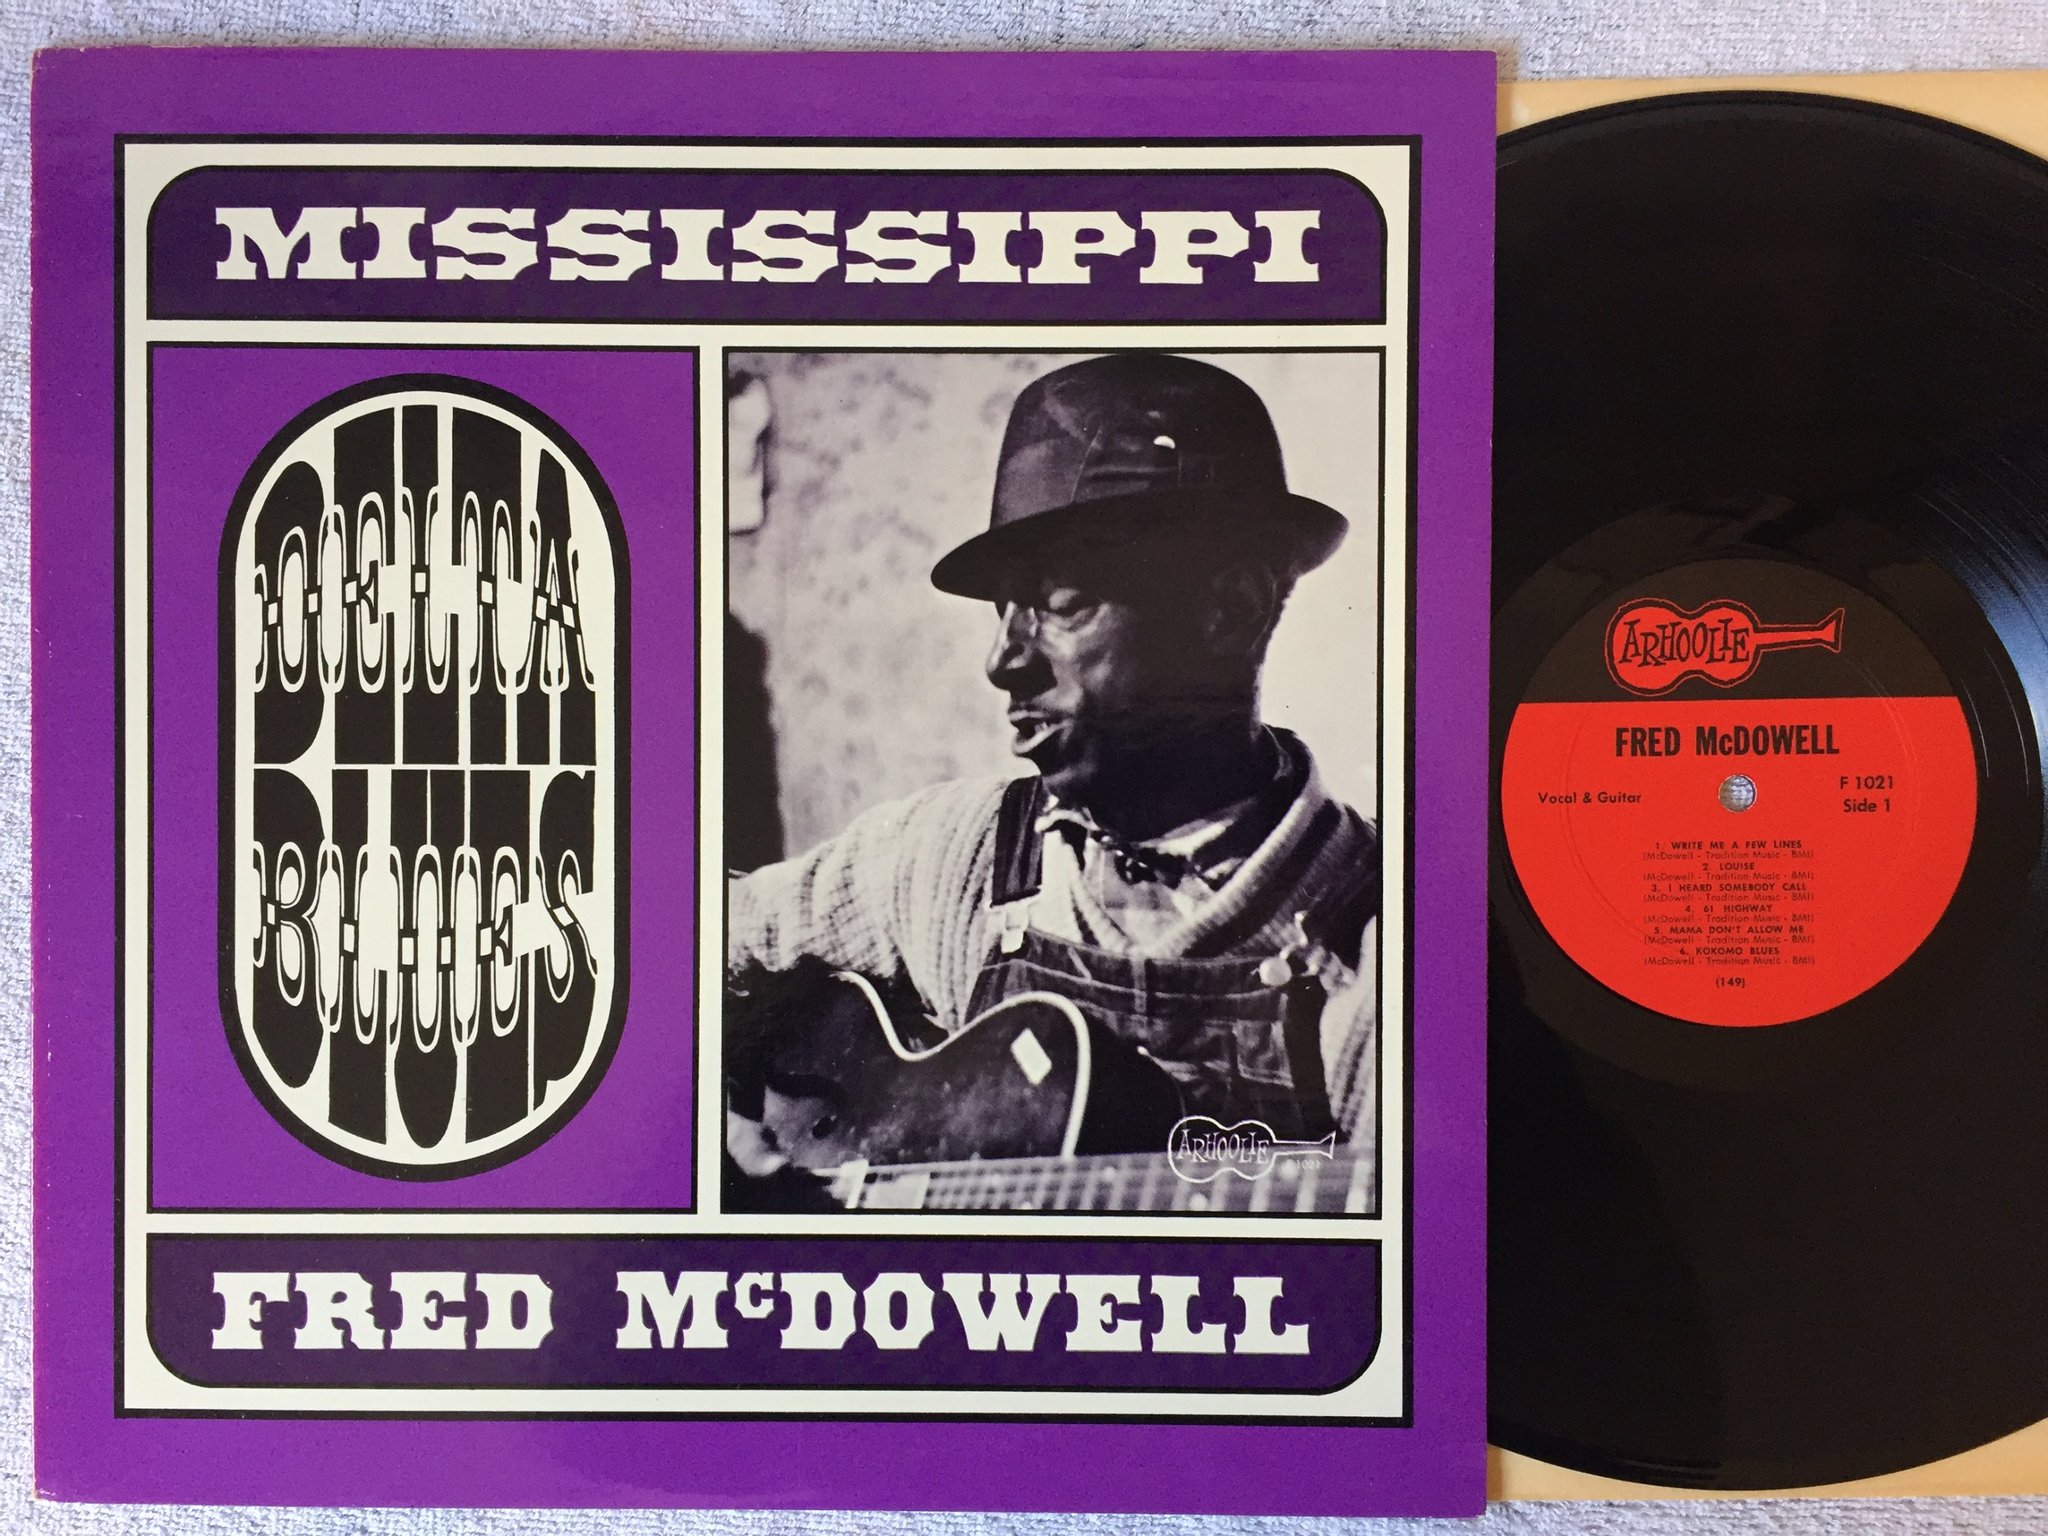 MISSISSIPPI
DELTA
BLUES
ARHOOLIE
F 1021
FRED McDOWELL
ARHOOLIE
FRED McDOWELL
Vocal & Guitar
F 1021
Side 1
1. WRITE ME A FEW LINES
(McDowell - Tradition Music - BMI)
2. LOUISE
(McDowell - Tradition Music - BMI)
3. I HEARD SOMEBODY CALL
(McDowell - Tradition Music - BMI)
4. 61 HIGHWAY
(McDowell - Tradition Music - BMI)
5. MAMA DON'T ALLOW ME
(McDowell - Tradition Music - BMI)
6. KOKOMO BLUES
(McDowell - Tradition Music - BMI)
(149)